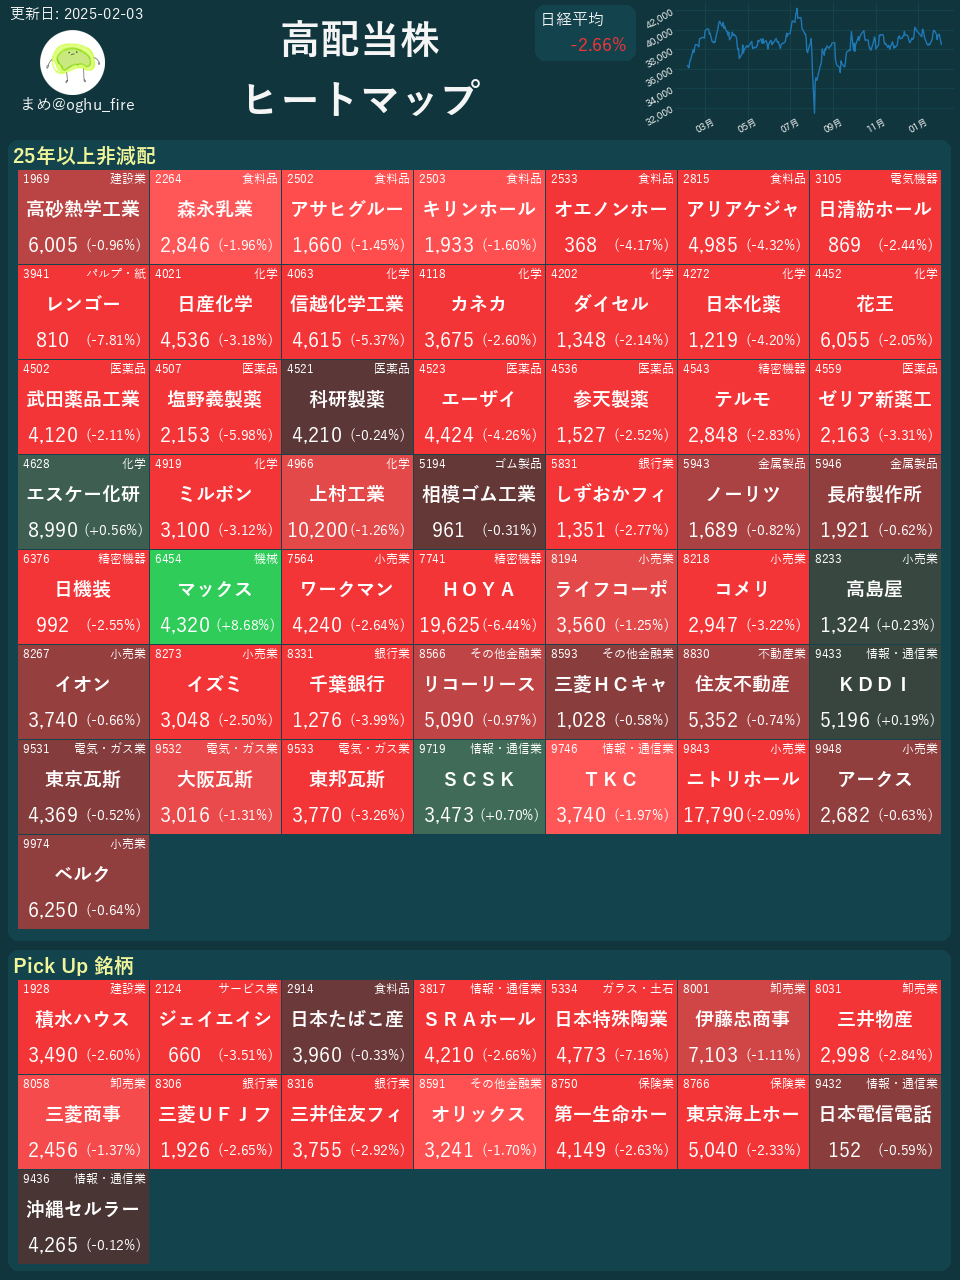 更新日: 2025-02-03
まめ@oghu_fire
高配当株
ヒートマップ
日経平均
-2.66%
42,000
40,000
38,000
36,000
34,000
32,000
03月 05月 07月 09月 11月 01月
25年以上非減配
1969 建設業 2264 食料品 2502 食料品 2503 食料品 2533 食料品 2815 食料品 3105 電気機器
高砂熱学工業 森永乳業 アサヒグルー キリンホール オエノンホー アリアケジャ 日清紡ホール
6,005 (-0.96%) 2,846 (-1.96%) 1,660 (-1.45%) 1,933 (-1.60%) 368 (-4.17%) 4,985 (-4.32%) 869 (-2.44%)
3941 パルプ・紙 4021 化学 4063 化学 4118 化学 4202 化学 4272 化学 4452 化学
レンゴー 日産化学 信越化学工業 カネカ ダイセル 日本化薬 花王
810 (-7.81%) 4,536 (-3.18%) 4,615 (-5.37%) 3,675 (-2.60%) 1,348 (-2.14%) 1,219 (-4.20%) 6,055 (-2.05%)
4502 医薬品 4507 医薬品 4521 医薬品 4523 医薬品 4536 医薬品 4543 精密機器 4559 医薬品
武田薬品工業 塩野義製薬 科研製薬 エーザイ 参天製薬 テルモ ゼリア新薬工
4,120 (-2.11%) 2,153 (-5.98%) 4,210 (-0.24%) 4,424 (-4.26%) 1,527 (-2.52%) 2,848 (-2.83%) 2,163 (-3.31%)
4628 化学 4919 化学 4966 化学 5194 ゴム製品 5831 銀行業 5943 金属製品 5946 金属製品
エスケー化研 ミルボン 上村工業 相模ゴム工業 しずおかフィ ノーリツ 長府製作所
8,990 (+0.56%) 3,100 (-3.12%) 10,200 (-1.26%) 961 (-0.31%) 1,351 (-2.77%) 1,689 (-0.82%) 1,921 (-0.62%)
6376 精密機器 6454 機械 7564 小売業 7741 精密機器 8194 小売業 8218 小売業 8233 小売業
日機装 マックス ワークマン ＨＯＹＡ ライフコーポ コメリ 高島屋
992 (-2.55%) 4,320 (+8.68%) 4,240 (-2.64%) 19,625 (-6.44%) 3,560 (-1.25%) 2,947 (-3.22%) 1,324 (+0.23%)
8267 小売業 8273 小売業 8331 銀行業 8566 その他金融業 8593 その他金融業 8830 不動産業 9433 情報・通信業
イオン イズミ 千葉銀行 リコーリース 三菱ＨＣキャ 住友不動産 ＫＤＤＩ
3,740 (-0.66%) 3,048 (-2.50%) 1,276 (-3.99%) 5,090 (-0.97%) 1,028 (-0.58%) 5,352 (-0.74%) 5,196 (+0.19%)
9531 電気・ガス業 9532 電気・ガス業 9533 電気・ガス業 9719 情報・通信業 9746 情報・通信業 9843 小売業 9948 小売業
東京瓦斯 大阪瓦斯 東邦瓦斯 ＳＣＳＫ ＴＫＣ ニトリホール アークス
4,369 (-0.52%) 3,016 (-1.31%) 3,770 (-3.26%) 3,473 (+0.70%) 3,740 (-1.97%) 17,790 (-2.09%) 2,682 (-0.63%)
9974 小売業
ベルク
6,250 (-0.64%)
Pick Up 銘柄
1928 建設業 2124 サービス業 2914 食料品 3817 情報・通信業 5334 ガラス・土石 8001 卸売業 8031 卸売業
積水ハウス ジェイエイシ 日本たばこ産 ＳＲＡホール 日本特殊陶業 伊藤忠商事 三井物産
3,490 (-2.60%) 660 (-3.51%) 3,960 (-0.33%) 4,210 (-2.66%) 4,773 (-7.16%) 7,103 (-1.11%) 2,998 (-2.84%)
8058 卸売業 8306 銀行業 8316 銀行業 8591 その他金融業 8750 保険業 8766 保険業 9432 情報・通信業
三菱商事 三菱ＵＦＪフ 三井住友フィ オリックス 第一生命ホー 東京海上ホー 日本電信電話
2,456 (-1.37%) 1,926 (-2.65%) 3,755 (-2.92%) 3,241 (-1.70%) 4,149 (-2.63%) 5,040 (-2.33%) 152 (-0.59%)
9436 情報・通信業
沖縄セルラー
4,265 (-0.12%)